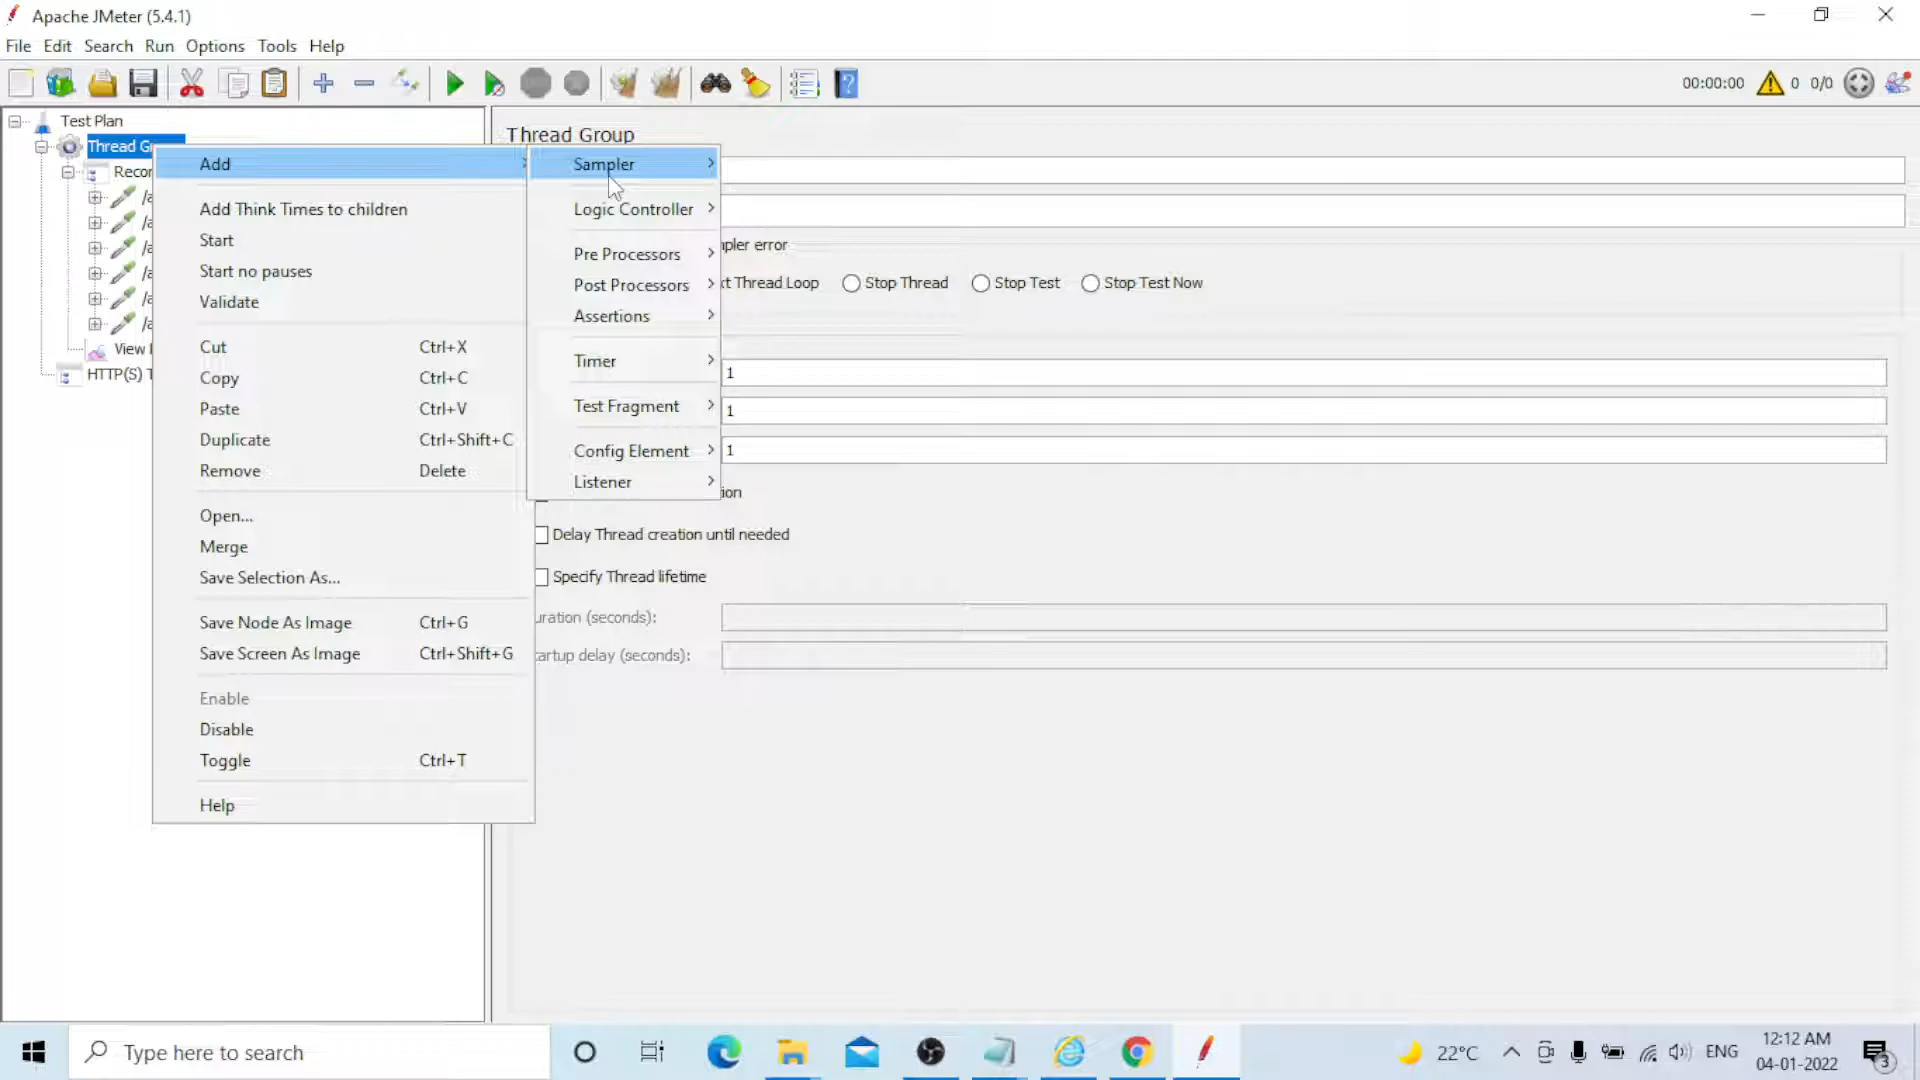 Apache JMeter (5.4.1)
File Edit Search Run Options Tools Help
00:00:00 0 0/0
Test Plan
Thread G
Recor
/a
/a
/a
/a
/a
/a
View
HTTP(S) T
Add
Add Think Times to children
Start
Start no pauses
Validate
Cut Ctrl+X
Copy Ctrl+C
Paste Ctrl+V
Duplicate Ctrl+Shift+C
Remove Delete
Open...
Merge
Save Selection As...
Save Node As Image Ctrl+G
Save Screen As Image Ctrl+Shift+G
Enable
Disable
Toggle Ctrl+T
Help
Sampler
Logic Controller
Pre Processors
Post Processors
Assertions
Timer
Test Fragment
Config Element
Listener
Thread Group
mpler error
xt Thread Loop Stop Thread Stop Test Stop Test Now
1
1
1
ion
Delay Thread creation until needed
Specify Thread lifetime
uration (seconds):
tartup delay (seconds):
Type here to search
22°C ENG
12:12 AM
04-01-2022
3